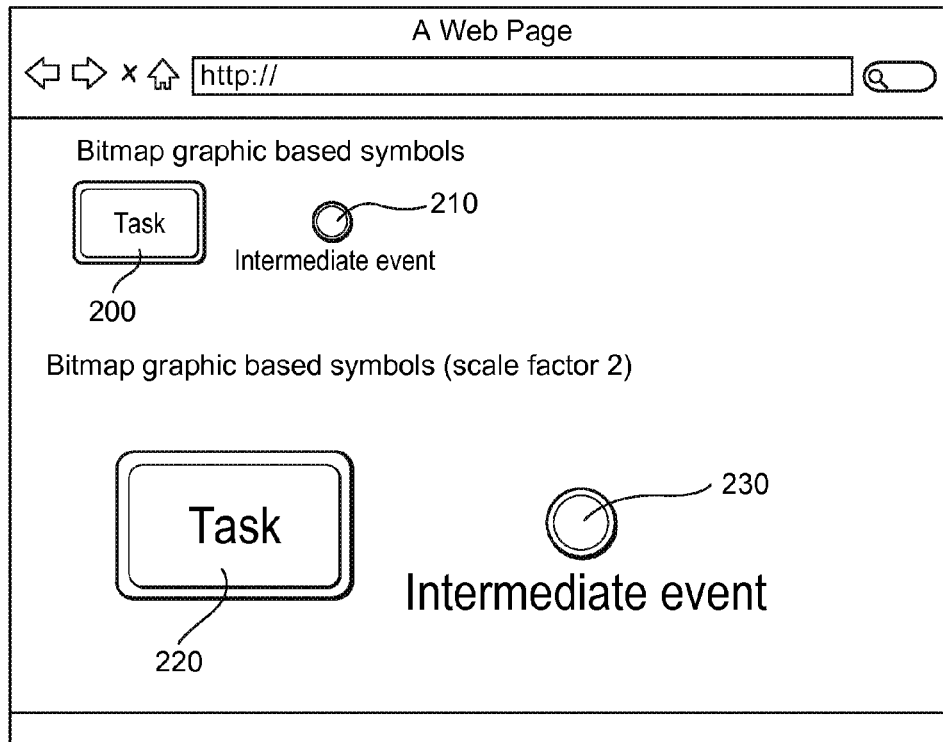 A Web Page
x
http://
Bitmap graphic based symbols
Task
210
Intermediate event
200
Bitmap graphic based symbols (scale factor 2)
Task
230
Intermediate event
220